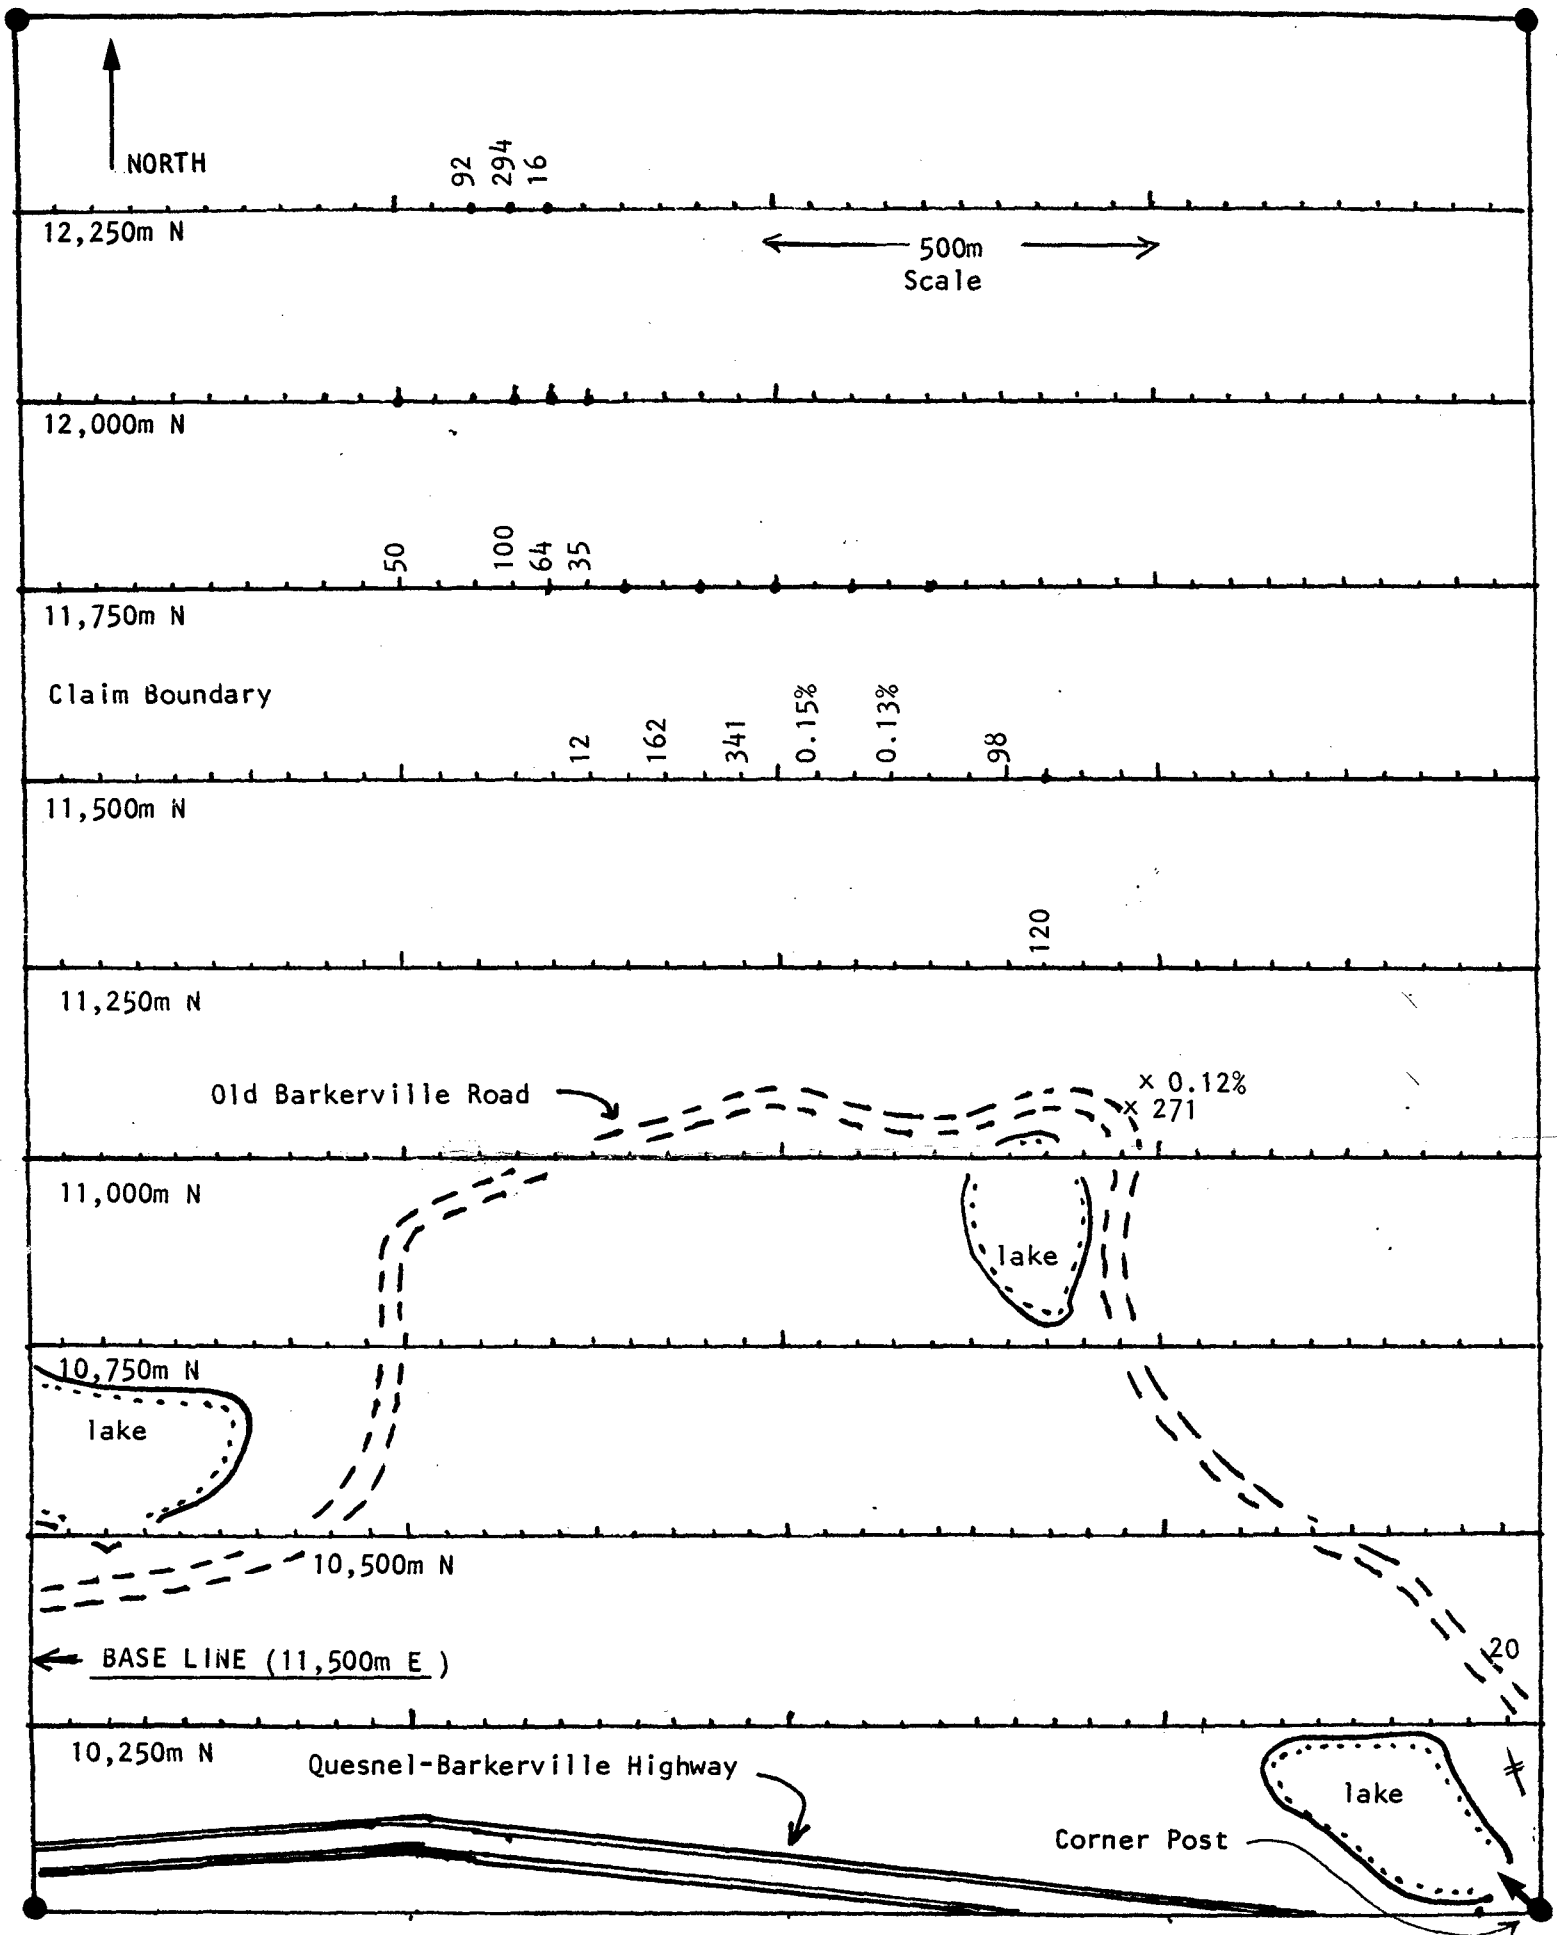 NORTH
92
294
16
12,250m N
500m
Scale
12,000m N
50
100
64
35
11,750m N
Claim Boundary
12
162
341
0.15%
0.13%
98
11,500m N
120
11,250m N
Old Barkerville Road
x 0.12%
x 271
11,000m N
lake
10,750m N
lake
10,500m N
BASE LINE (11,500m E)
20
10,250m N
Quesnel-Barkerville Highway
lake
Corner Post